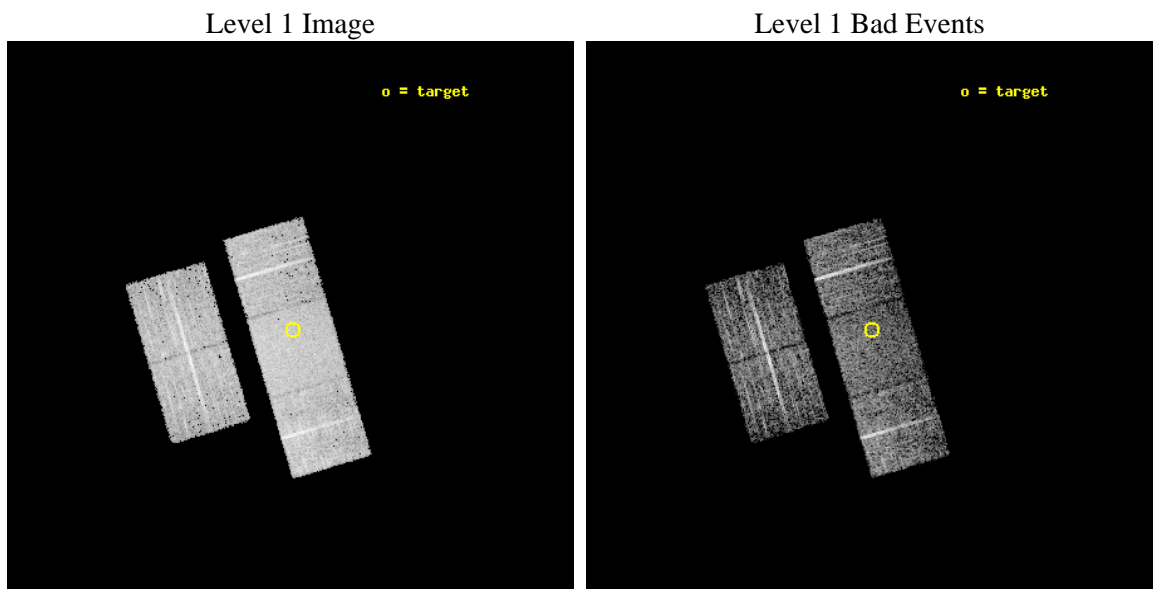 Level 1 Image
Level 1 Bad Events
o = target
o = target